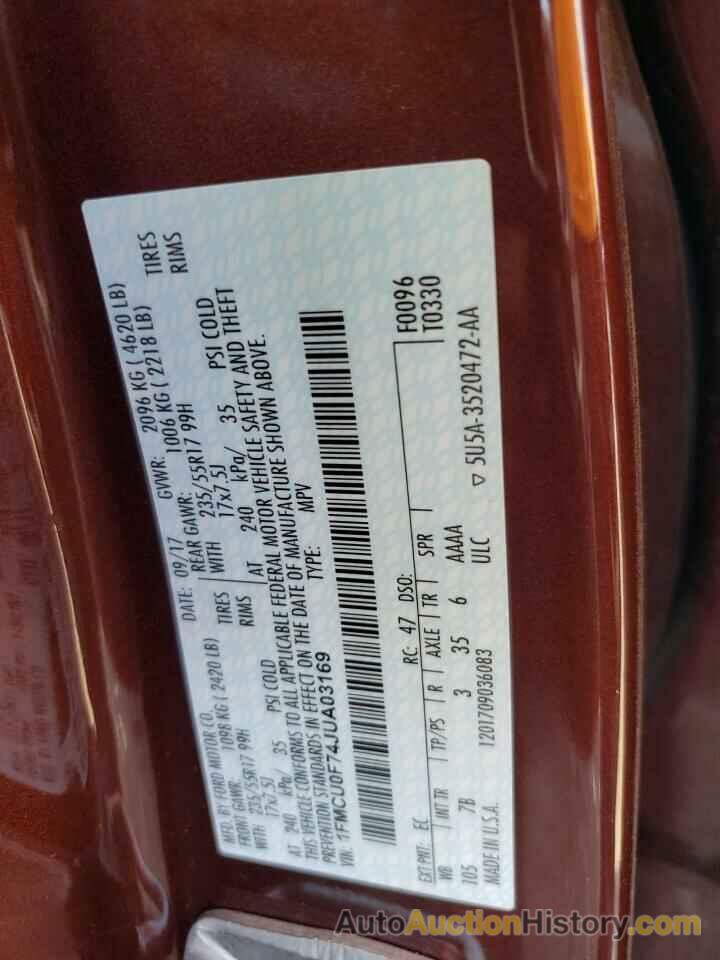 MFD. BY FORD MOTOR CO. DATE: 09/17 GVWR: 2096 KG ( 4620 LB)
FRONT GAWR: 1098 KG ( 2420 LB) REAR GAWR: 1006 KG ( 2218 LB)
WITH 235/55R17 99H TIRES WITH 235/55R17 99H TIRES
17x7.5J RIMS 17x7.5J RIMS
AT 240 kPa/ 35 PSI COLD AT 240 kPa/ 35 PSI COLD
THIS VEHICLE CONFORMS TO ALL APPLICABLE FEDERAL MOTOR VEHICLE SAFETY AND THEFT
PREVENTION STANDARDS IN EFFECT ON THE DATE OF MANUFACTURE SHOWN ABOVE.
VIN: 1FMCU0F74JUA03169 TYPE: MPV
F0096
T0330
EXT PNT: EC RC: 47 DSO:
WB INT TR TP/PS R AXLE TR SPR
105 7B 3 35 6 AAAA
MADE IN U.S.A. 1201709036083 ULC
▽ 5U5A-3520472-AA
AutoAuctionHistory.com